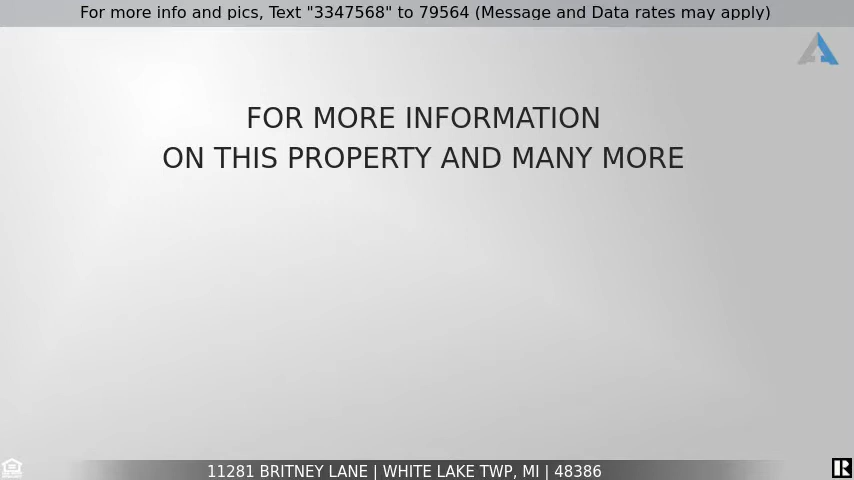 For more info and pics, Text "3347568" to 79564 (Message and Data rates may apply)
FOR MORE INFORMATION
ON THIS PROPERTY AND MANY MORE
11281 BRITNEY LANE | WHITE LAKE TWP, MI | 48386